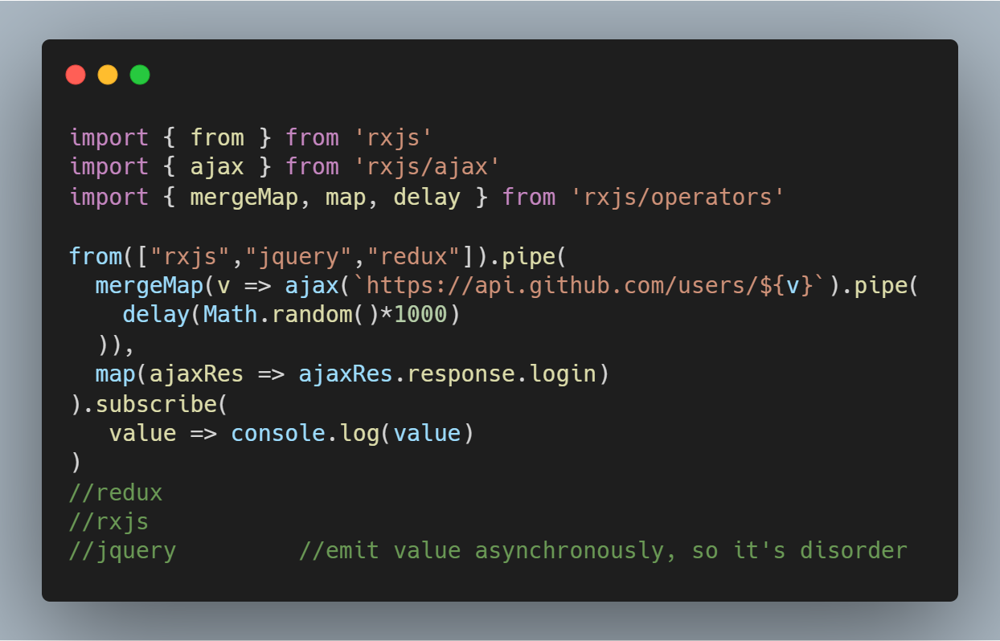 import { from } from 'rxjs'
import { ajax } from 'rxjs/ajax'
import { mergeMap, map, delay } from 'rxjs/operators'

from(["rxjs","jquery","redux"]).pipe(
  mergeMap(v => ajax(`https://api.github.com/users/${v}`).pipe(
    delay(Math.random()*1000)
  )),
  map(ajaxRes => ajaxRes.response.login)
).subscribe(
   value => console.log(value)
)
//redux
//rxjs
//jquery         //emit value asynchronously, so it's disorder